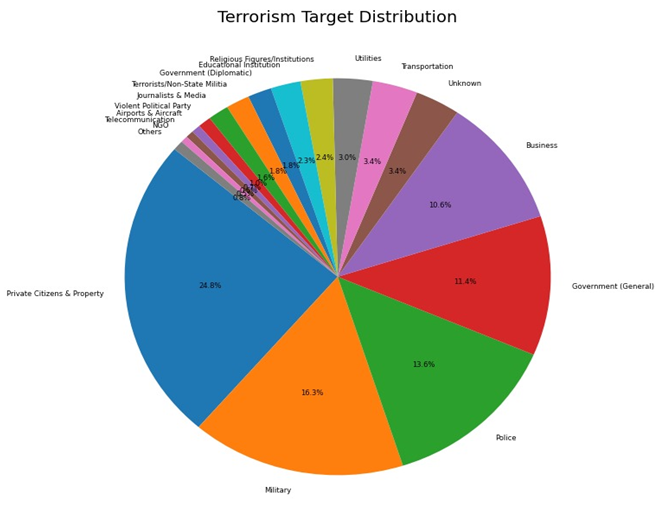 Terrorism Target Distribution
Religious Figures/Institutions
Educational Institution
Government (Diplomatic)
Terrorists/Non-State Militia
Journalists & Media
Violent Political Party
Airports & Aircraft
Telecommunication
NGO
Others
Utilities
Transportation
Unknown
Business
Government (General)
Police
Military
Private Citizens & Property
24.8%
16.3%
13.6%
11.4%
10.6%
3.4%
3.4%
3.0%
2.4%
2.3%
1.8%
1.8%
1.6%
1.0%
0.8%